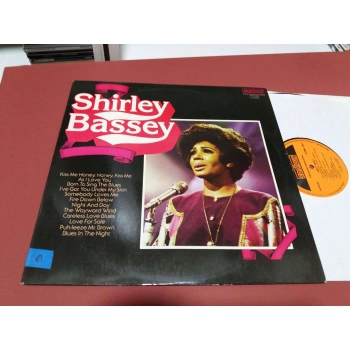 Shirley
Bassey
Kiss Me Honey, Honey, Kiss Me
As I Love You
Born To Sing The Blues
I've Got You Under My Skin
Somebody Loves Me
Fire Down Below
Night And Day
The Wayward Wind
Careless Love Blues
Love For Sale
Puh-leeze Mr. Brown
Blues In The Night